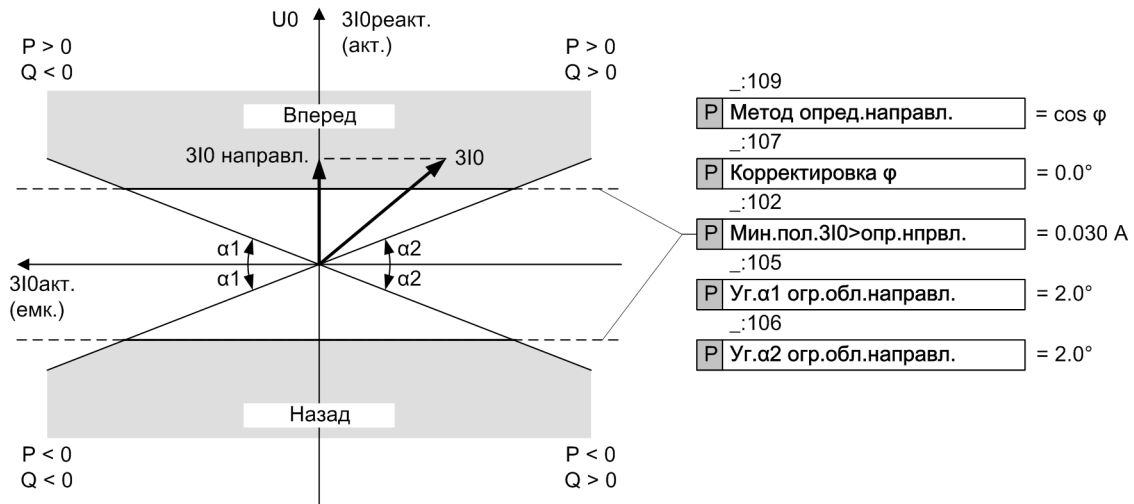 U0
3I0реакт.
(акт.)
P > 0
Q < 0
P > 0
Q > 0
Вперед
3I0 направл.
3I0
α1
α1
α2
α2
3I0акт.
(емк.)
Назад
P < 0
Q < 0
P < 0
Q > 0
_:109
P Метод опред.направл. = cos φ
_:107
P Корректировка φ = 0.0°
_:102
P Мин.пол.3I0>опр.нпрвл. = 0.030 A
_:105
P Уг.α1 огр.обл.направл. = 2.0°
_:106
P Уг.α2 огр.обл.направл. = 2.0°